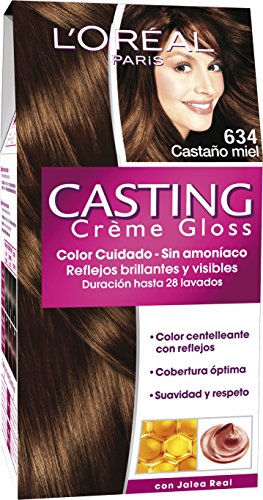 L'ORÉAL
PARIS
634
Castaño miel
CASTING
Crème Gloss
Color Cuidado - Sin amoníaco
Reflejos brillantes y visibles
Duración hasta 28 lavados
• Color centelleante
con reflejos
• Cobertura óptima
• Suavidad y respeto
con Jalea Real